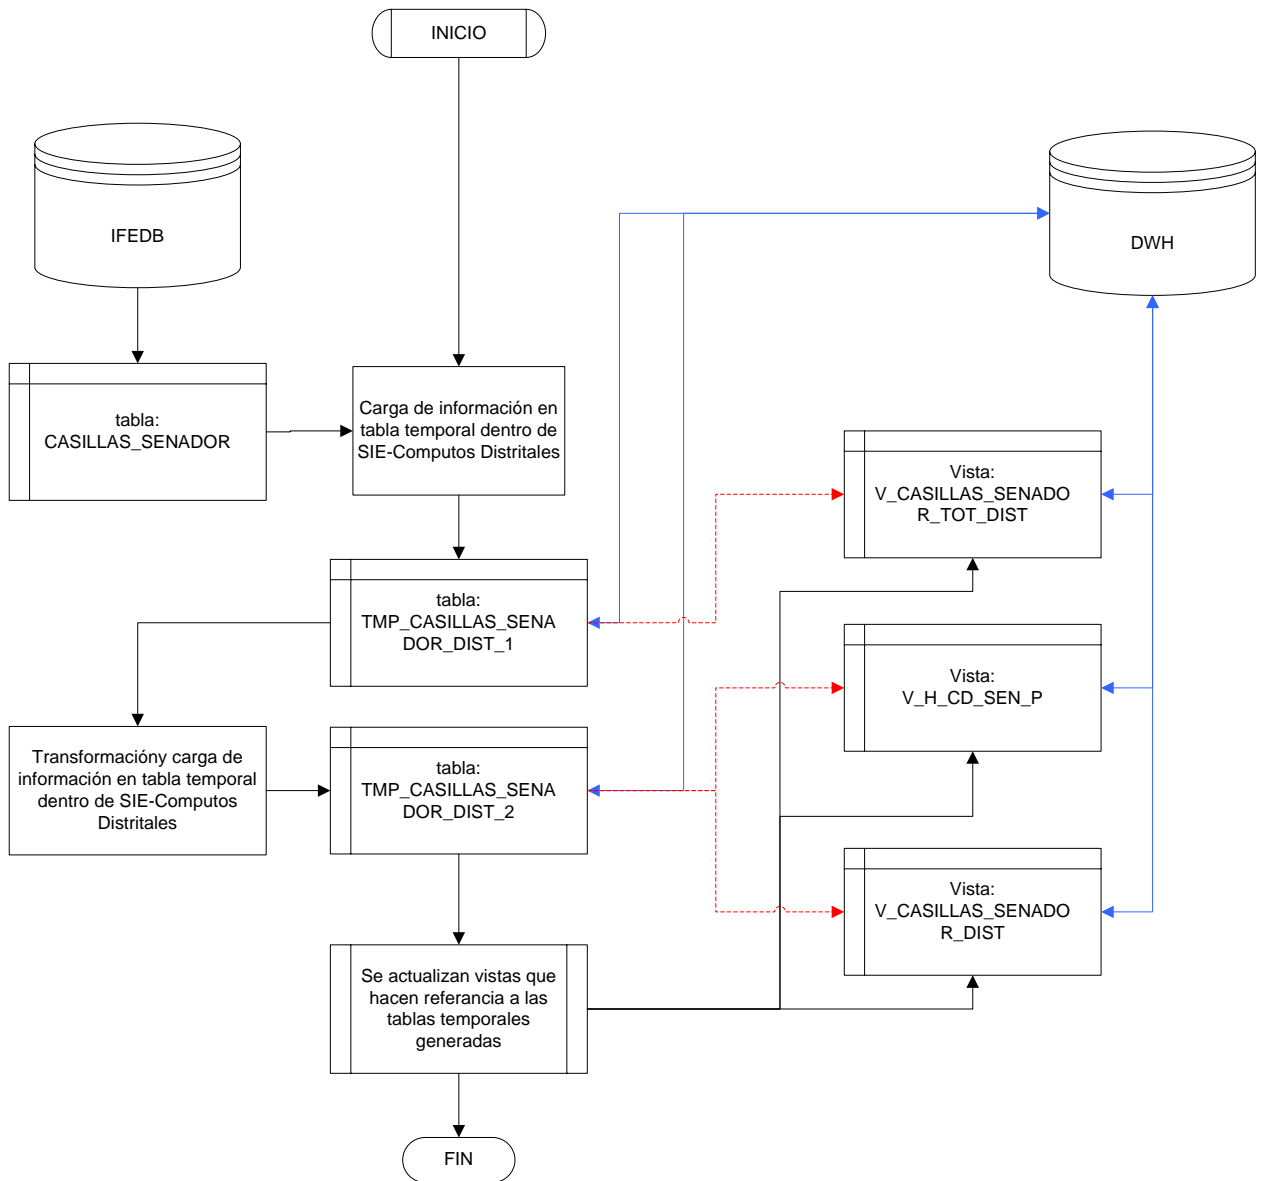 INICIO
IFEDB
DWH
tabla:
CASILLAS_SENADOR
Carga de información en
tabla temporal dentro de
SIE-Computos Distritales
Vista:
V_CASILLAS_SENADO
R_TOT_DIST
tabla:
TMP_CASILLAS_SENA
DOR_DIST_1
Vista:
V_H_CD_SEN_P
Transformacióny carga de
información en tabla temporal
dentro de SIE-Computos
Distritales
tabla:
TMP_CASILLAS_SENA
DOR_DIST_2
Vista:
V_CASILLAS_SENADO
R_DIST
Se actualizan vistas que
hacen referancia a las
tablas temporales
generadas
FIN